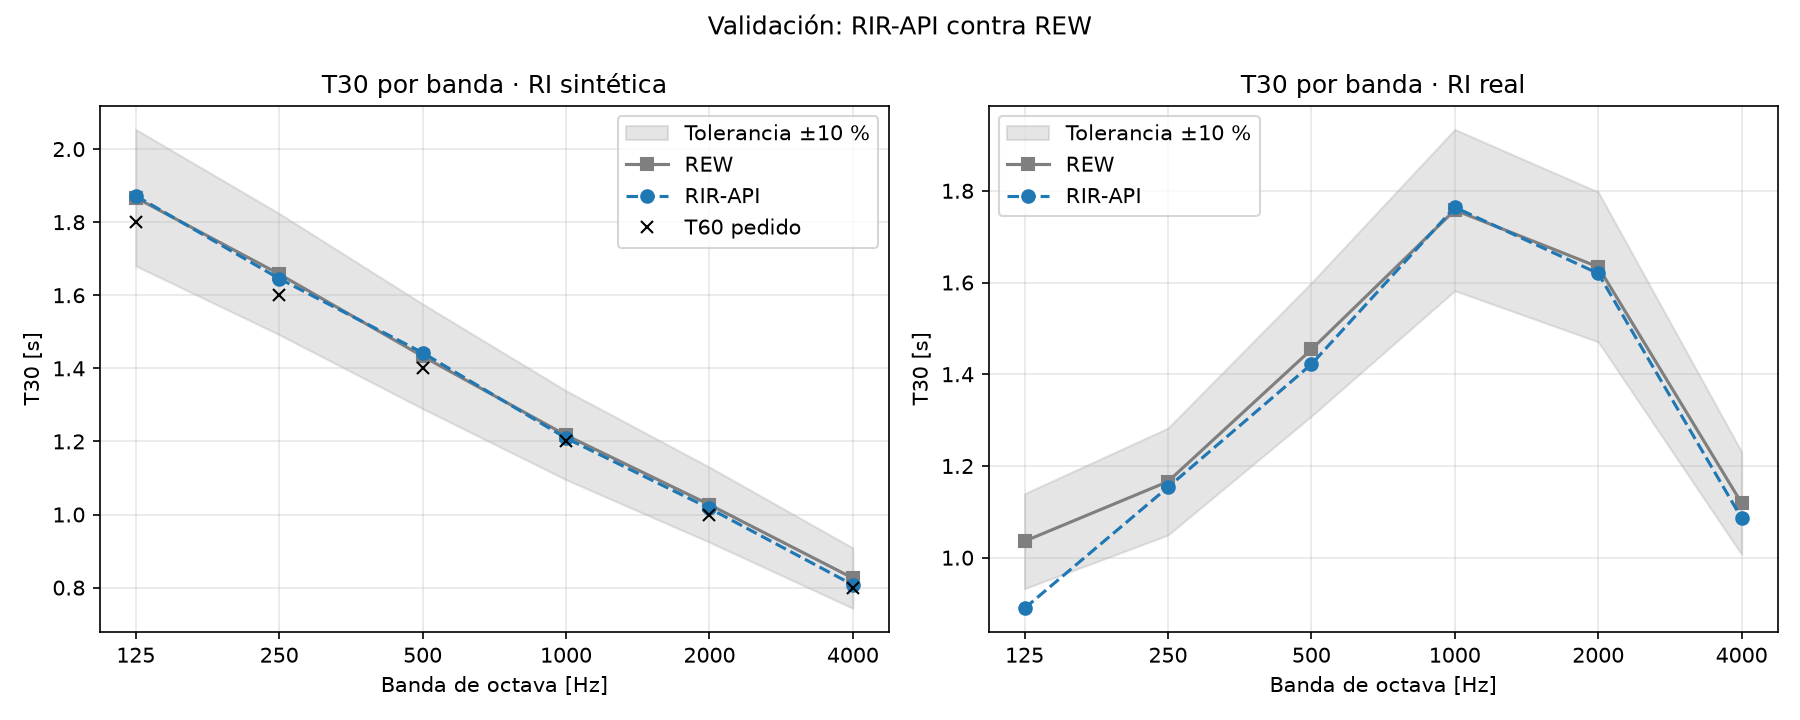 Validación: RIR-API contra REW
T30 por banda · RI sintética
T30 [s]
2.0
1.8
1.6
1.4
1.2
1.0
0.8
Tolerancia ±10 %
REW
RIR-API
T60 pedido
125 250 500 1000 2000 4000
Banda de octava [Hz]
T30 por banda · RI real
T30 [s]
1.8
1.6
1.4
1.2
1.0
Tolerancia ±10 %
REW
RIR-API
125 250 500 1000 2000 4000
Banda de octava [Hz]